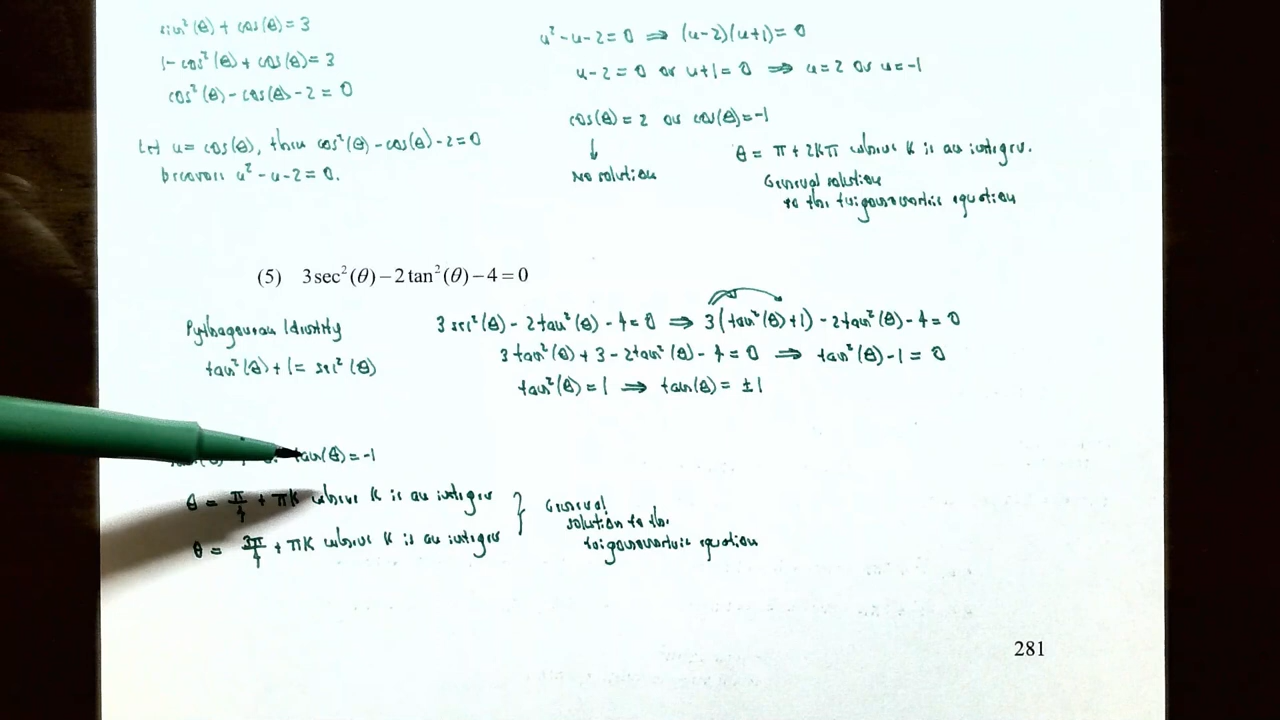 sin²(θ) + cos(θ) = 3
1 - cos²(θ) + cos(θ) = 3
cos²(θ) - cos(θ) - 2 = 0
Let u = cos(θ), then cos²(θ) - cos(θ) - 2 = 0
becomes u² - u - 2 = 0.
u² - u - 2 = 0 ⇒ (u-2)(u+1) = 0
u - 2 = 0 or u + 1 = 0 ⇒ u = 2 or u = -1
cos(θ) = 2 or cos(θ) = -1
↓
No solution
θ = π + 2kπ where k is an integer.
General solution
to the trigonometric equation
(5) 3sec²(θ) - 2tan²(θ) - 4 = 0
Pythagorean Identity
tan²(θ) + 1 = sec²(θ)
3 sec²(θ) - 2tan²(θ) - 4 = 0 ⇒ 3(tan²(θ) + 1) - 2tan²(θ) - 4 = 0
3 tan²(θ) + 3 - 2tan²(θ) - 4 = 0 ⇒ tan²(θ) - 1 = 0
tan²(θ) = 1 ⇒ tan(θ) = ±1
tan(θ) = -1
θ = π/4 + πk where k is an integer
θ = 3π/4 + πk where k is an integer
General
solution to the
trigonometric equation
281